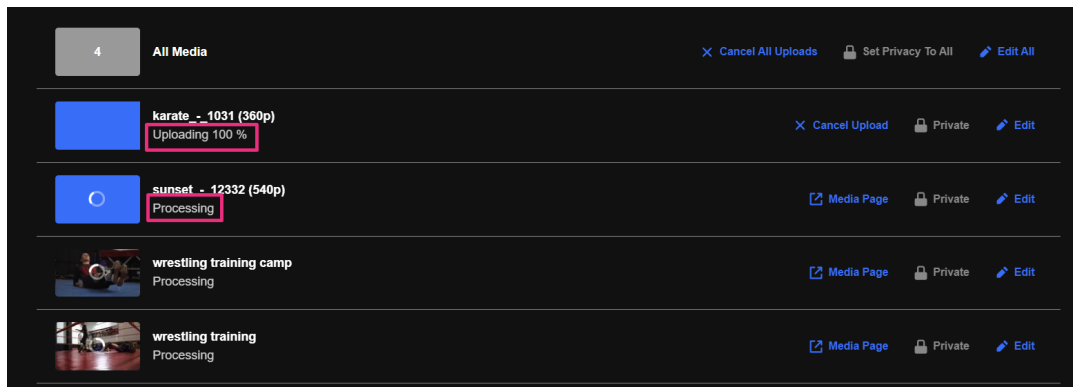 4 All Media Cancel All Uploads Set Privacy To All Edit All
karate_-_1031 (360p)
Uploading 100 % Cancel Upload Private Edit
sunset_-_12332 (540p)
Processing Media Page Private Edit
wrestling training camp
Processing Media Page Private Edit
wrestling training
Processing Media Page Private Edit